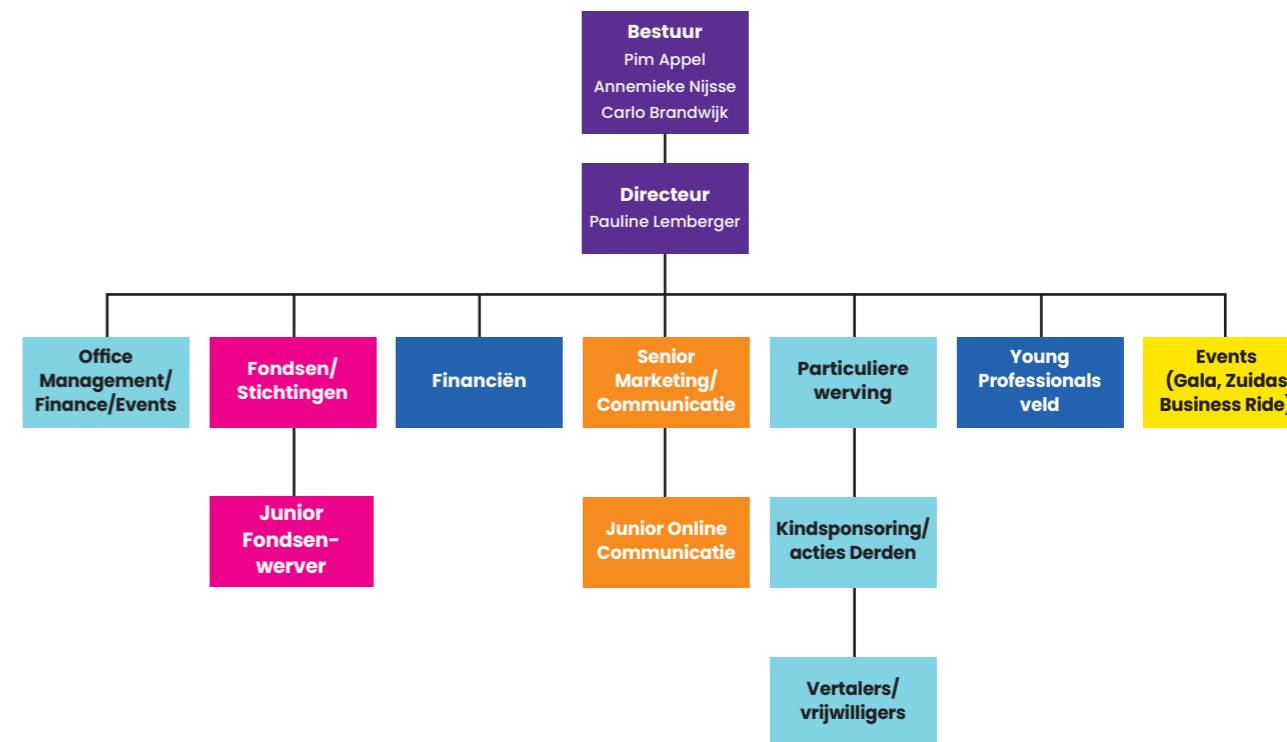 Bestuur
Pim Appel
Annemieke Nijsse
Carlo Brandwijk
Directeur
Pauline Lemberger
Office
Management/
Finance/Events
Fondsen/
Stichtingen
Financiën
Senior
Marketing/
Communicatie
Particuliere
werving
Young
Professionals
veld
Events
(Gala, Zuidas
Business Ride)
Junior
Fondsen-
werver
Junior Online
Communicatie
Kindsponsoring/
acties Derden
Vertalers/
vrijwilligers